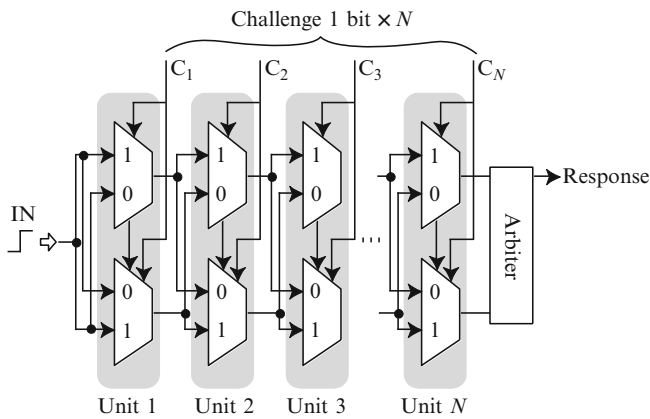 Challenge 1 bit × N
C1 C2 C3 CN
1 1 1 1
0 0 0 0
Response
IN
Arbiter
0 0 0 0
1 1 1 1
Unit 1 Unit 2 Unit 3 Unit N